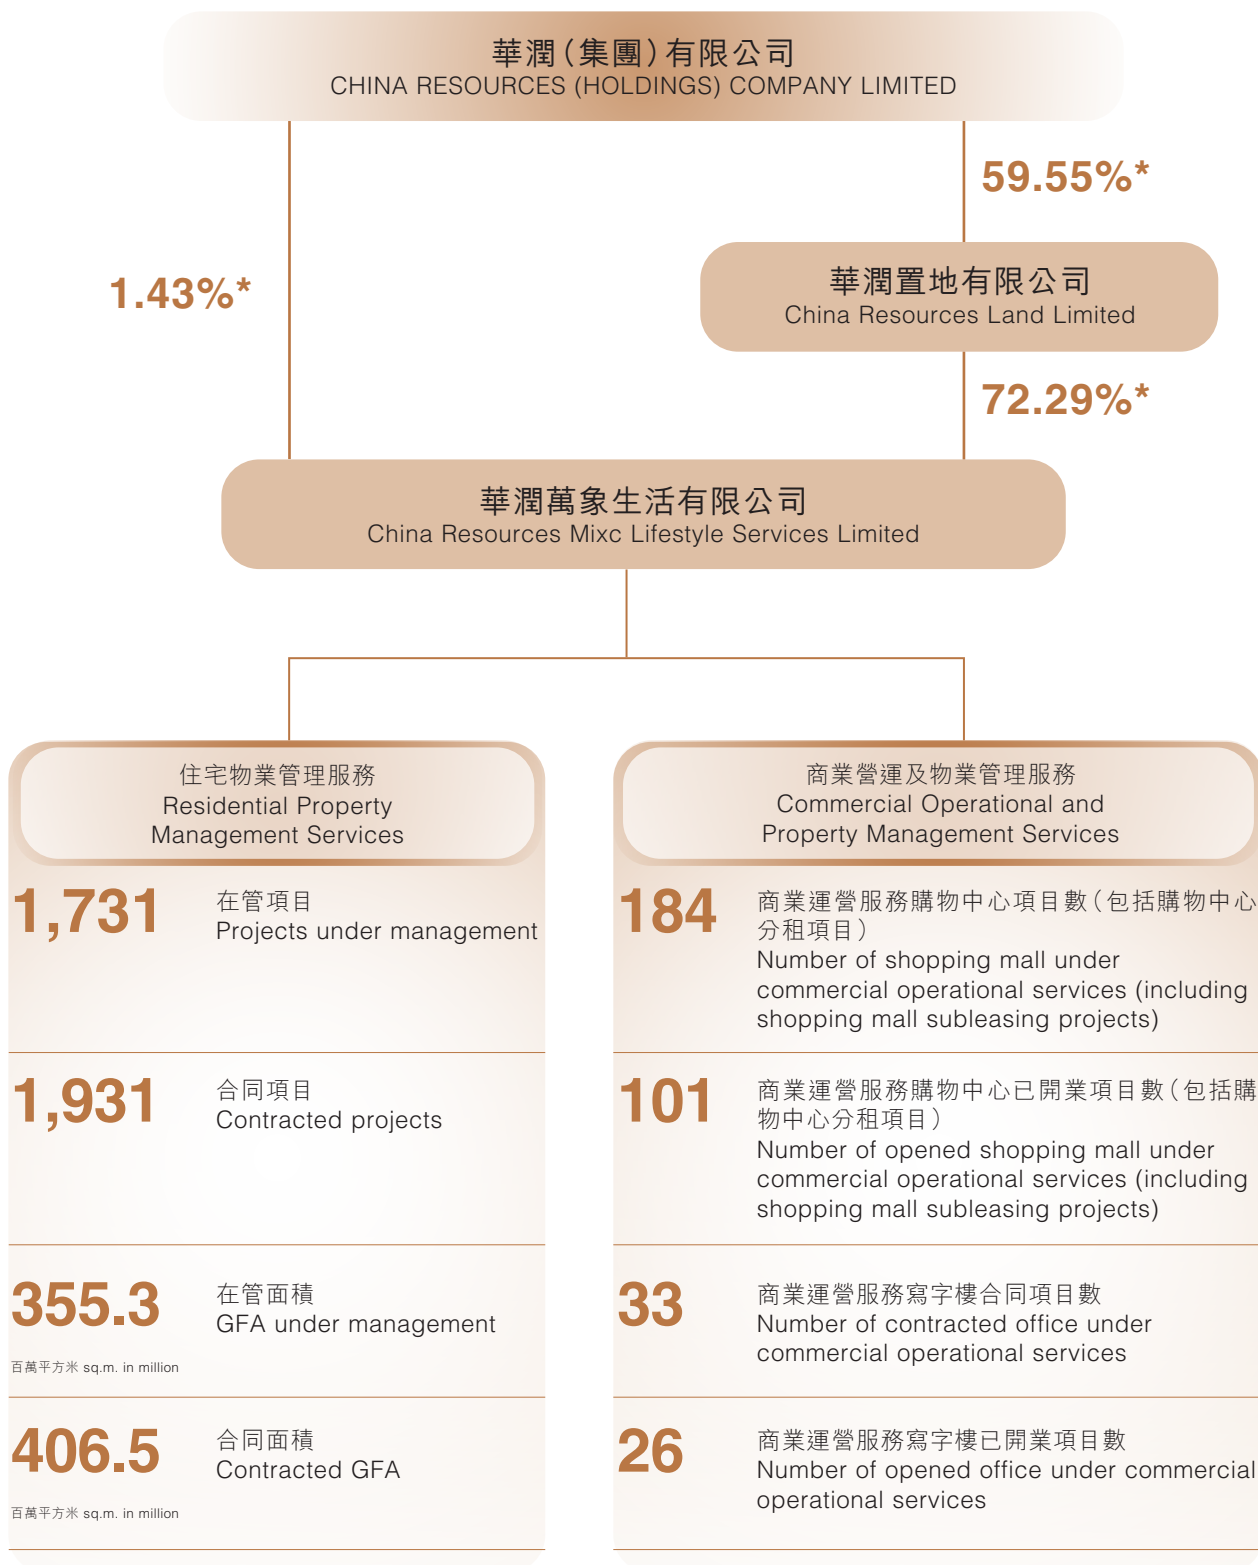 華潤（集團）有限公司
CHINA RESOURCES (HOLDINGS) COMPANY LIMITED
59.55%*
1.43%*
華潤置地有限公司
China Resources Land Limited
72.29%*
華潤萬象生活有限公司
China Resources Mixc Lifestyle Services Limited
住宅物業管理服務
Residential Property
Management Services
1,731
在管項目
Projects under management
1,931
合同項目
Contracted projects
355.3
百萬平方米 sq.m. in million
在管面積
GFA under management
406.5
百萬平方米 sq.m. in million
合同面積
Contracted GFA
商業營運及物業管理服務
Commercial Operational and
Property Management Services
184
商業運營服務購物中心項目數（包括購物中心
分租項目）
Number of shopping mall under
commercial operational services (including
shopping mall subleasing projects)
101
商業運營服務購物中心已開業項目數（包括購
物中心分租項目）
Number of opened shopping mall under
commercial operational services (including
shopping mall subleasing projects)
33
商業運營服務寫字樓合同項目數
Number of contracted office under
commercial operational services
26
商業運營服務寫字樓已開業項目數
Number of opened office under commercial
operational services